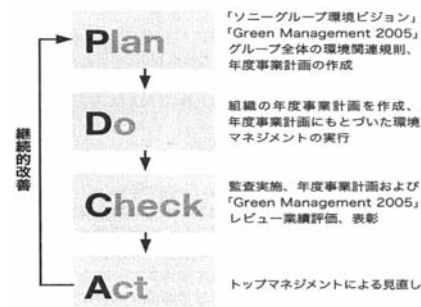 Plan
「ソニーグループ環境ビジョン」
「Green Management 2005」
グループ全体の環境関連規則、
年度事業計画の作成
Do
組織の年度事業計画を作成、
年度事業計画にもとづいた環境
マネジメントの実行
Check
監査実施、年度事業計画および
「Green Management 2005」
レビュー業績評価、表彰
Act
トップマネジメントによる見直し
継続的改善